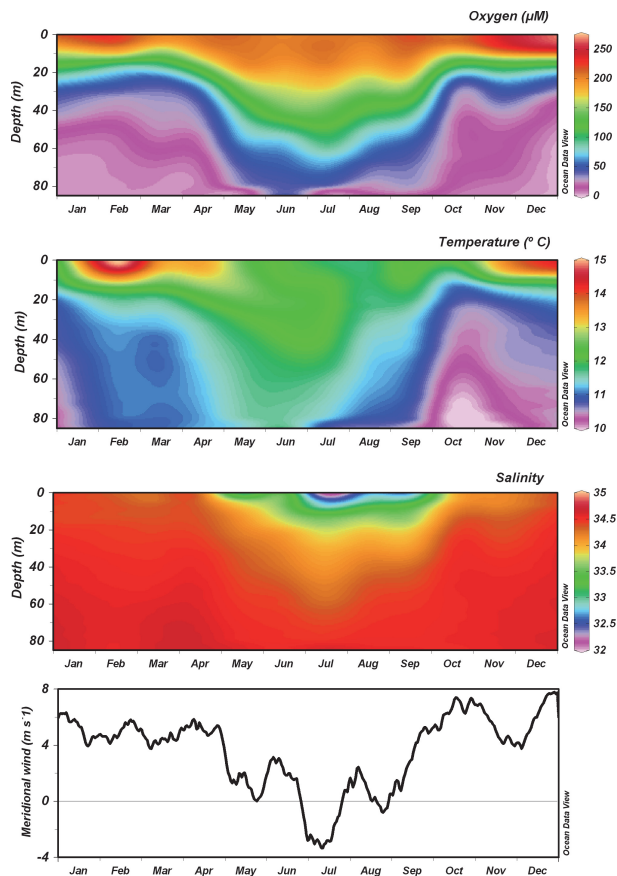 Oxygen (µM)
0
20
40
60
80
Depth (m)
Jan Feb Mar Apr May Jun Jul Aug Sep Oct Nov Dec
Ocean Data View
250
200
150
100
50
0
Temperature (º C)
0
20
40
60
80
Depth (m)
Jan Feb Mar Apr May Jun Jul Aug Sep Oct Nov Dec
Ocean Data View
15
14
13
12
11
10
Salinity
0
20
40
60
80
Depth (m)
Jan Feb Mar Apr May Jun Jul Aug Sep Oct Nov Dec
Ocean Data View
35
34.5
34
33.5
33
32.5
32
8
4
0
-4
Meridional wind (m s⁻1)
Jan Feb Mar Apr May Jun Jul Aug Sep Oct Nov Dec
Ocean Data View